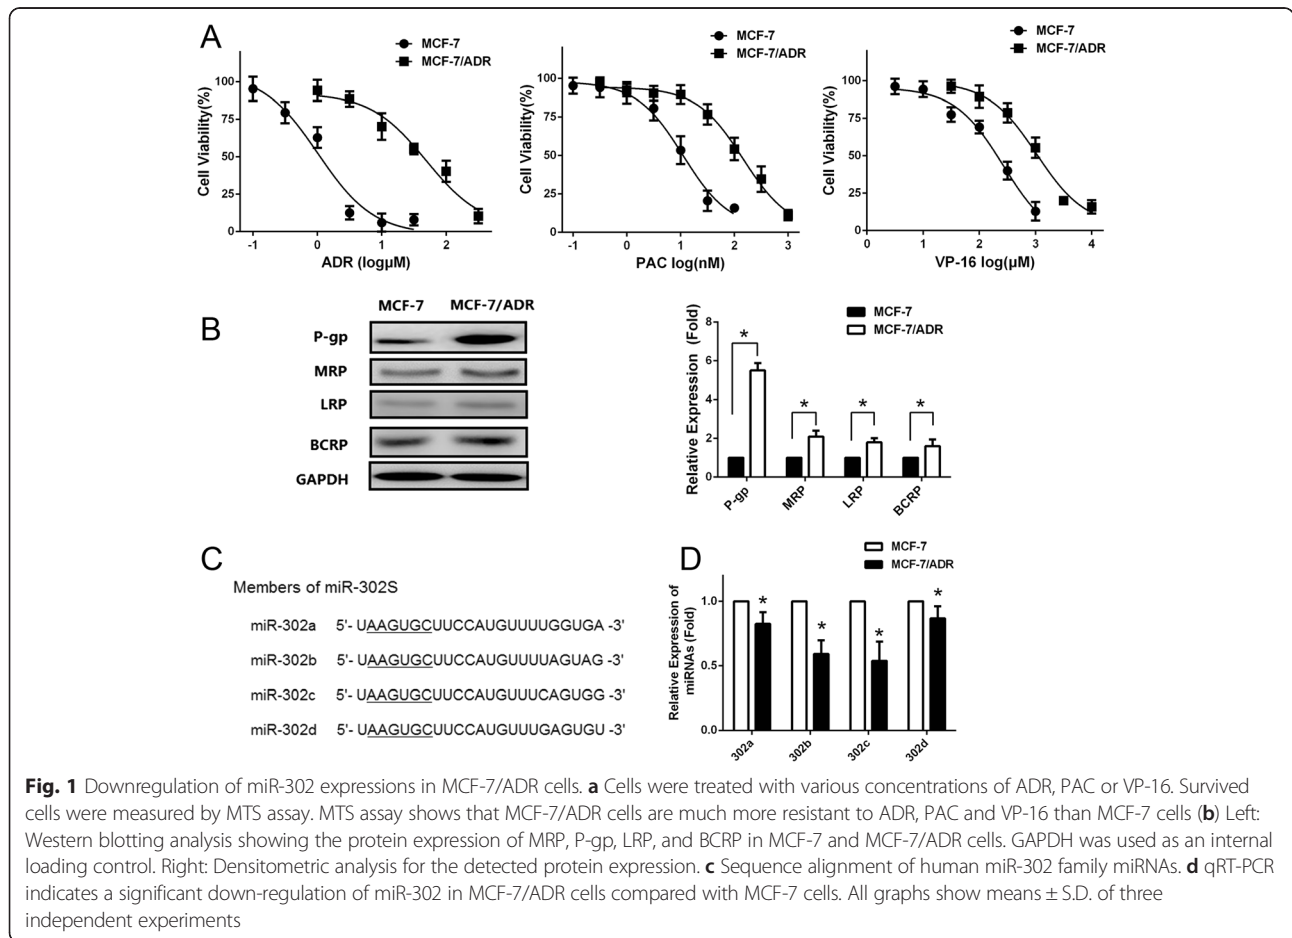 A
MCF-7
MCF-7/ADR
Cell Viability(%)
100
75
50
25
0
-1 0 1 2
ADR (logμM)
MCF-7
MCF-7/ADR
Cell Viability(%)
100
75
50
25
0
-1 0 1 2 3
PAC log(nM)
MCF-7
MCF-7/ADR
Cell Viability(%)
100
75
50
25
0
0 1 2 3 4
VP-16 log(μM)
B
MCF-7 MCF-7/ADR
P-gp
MRP
LRP
BCRP
GAPDH
MCF-7
MCF-7/ADR
Relative Expression (Fold)
8
6
4
2
0
* * * *
P-gp MRP LRP BCRP
C
Members of miR-302S
miR-302a 5'- UAAGUGCUUCCAUGUUUUGGUGA -3'
miR-302b 5'- UAAGUGCUUCCAUGUUUUAGUAG -3'
miR-302c 5'- UAAGUGCUUCCAUGUUUCAGUGG -3'
miR-302d 5'- UAAGUGCUUCCAUGUUUGAGUGU -3'
D
MCF-7
MCF-7/ADR
Relative Expression of
miRNAs (Fold)
1.0
0.5
0.0
* * * *
302a 302b 302c 302d
Fig. 1 Downregulation of miR-302 expressions in MCF-7/ADR cells. a Cells were treated with various concentrations of ADR, PAC or VP-16. Survived
cells were measured by MTS assay. MTS assay shows that MCF-7/ADR cells are much more resistant to ADR, PAC and VP-16 than MCF-7 cells (b) Left:
Western blotting analysis showing the protein expression of MRP, P-gp, LRP, and BCRP in MCF-7 and MCF-7/ADR cells. GAPDH was used as an internal
loading control. Right: Densitometric analysis for the detected protein expression. c Sequence alignment of human miR-302 family miRNAs. d qRT-PCR
indicates a significant down-regulation of miR-302 in MCF-7/ADR cells compared with MCF-7 cells. All graphs show means ± S.D. of three
independent experiments